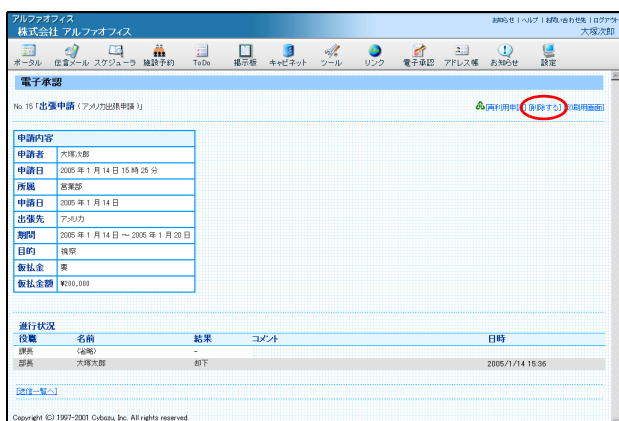 アルファオフィス
お知らせ | ヘルプ | お問い合わせ先 | ログアウト
株式会社 アルファオフィス
大塚次郎
ポータル 伝言メール スケジューラ 施設予約 ToDo 掲示板 キャビネット ツール リンク 電子承認 アドレス帳 お知らせ 設定
電子承認
No. 15 「出張申請 (アメリカ出張申請)」
[再利用申請] [削除する] [印刷用画面]
申請内容
申請者 大塚次郎
申請日 2005 年 1 月 14 日 15 時 25 分
所属 営業部
申請日 2005 年 1 月 14 日
出張先 アメリカ
期間 2005 年 1 月 14 日 ~ 2005 年 1 月 20 日
目的 視察
仮払金 要
仮払金額 ¥200,000
進行状況
役職 名前 結果 コメント 日時
課長 (省略) -
部長 大塚太郎 却下 2005/1/14 15:36
[送信一覧へ]
Copyright (C) 1997-2001 Cybozu, Inc. All rights reserved.